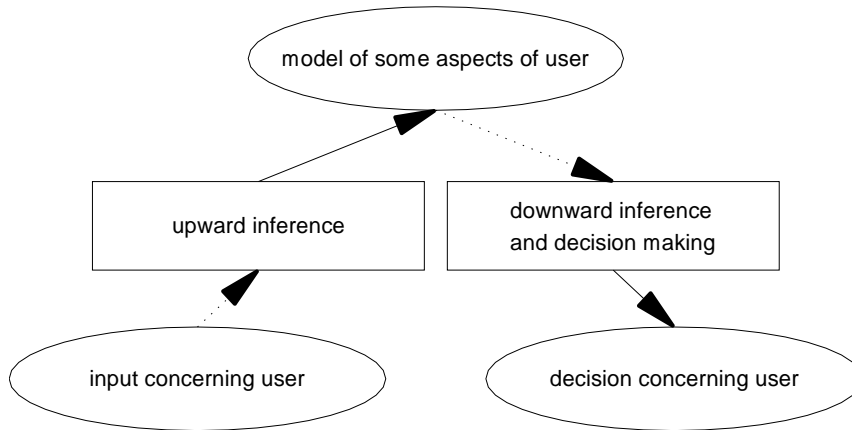 model of some aspects of user
upward inference
downward inference
and decision making
input concerning user
decision concerning user